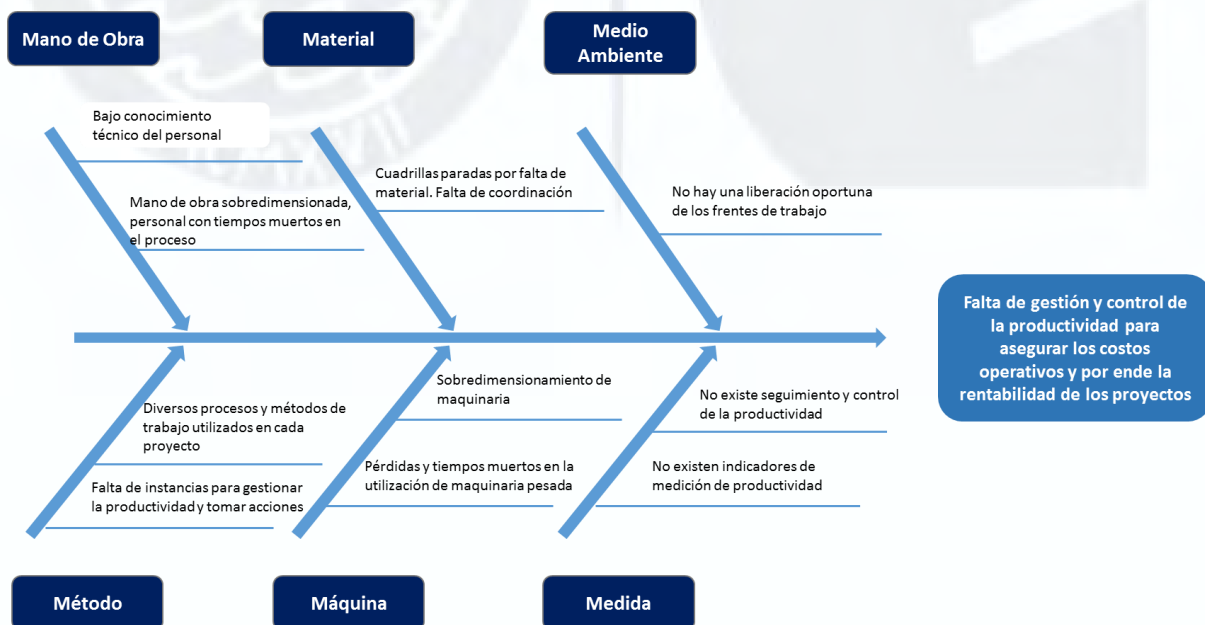 Mano de Obra
Material
Medio
Ambiente
Bajo conocimiento
técnico del personal
Mano de obra sobredimensionada,
personal con tiempos muertos en
el proceso
Cuadrillas paradas por falta de
material. Falta de coordinación
No hay una liberación oportuna
de los frentes de trabajo
Falta de gestión y control de
la productividad para
asegurar los costos
operativos y por ende la
rentabilidad de los proyectos
Diversos procesos y métodos de
trabajo utilizados en cada
proyecto
Falta de instancias para gestionar
la productividad y tomar acciones
Sobredimensionamiento de
maquinaria
Pérdidas y tiempos muertos en la
utilización de maquinaria pesada
No existe seguimiento y control
de la productividad
No existen indicadores de
medición de productividad
Método
Máquina
Medida